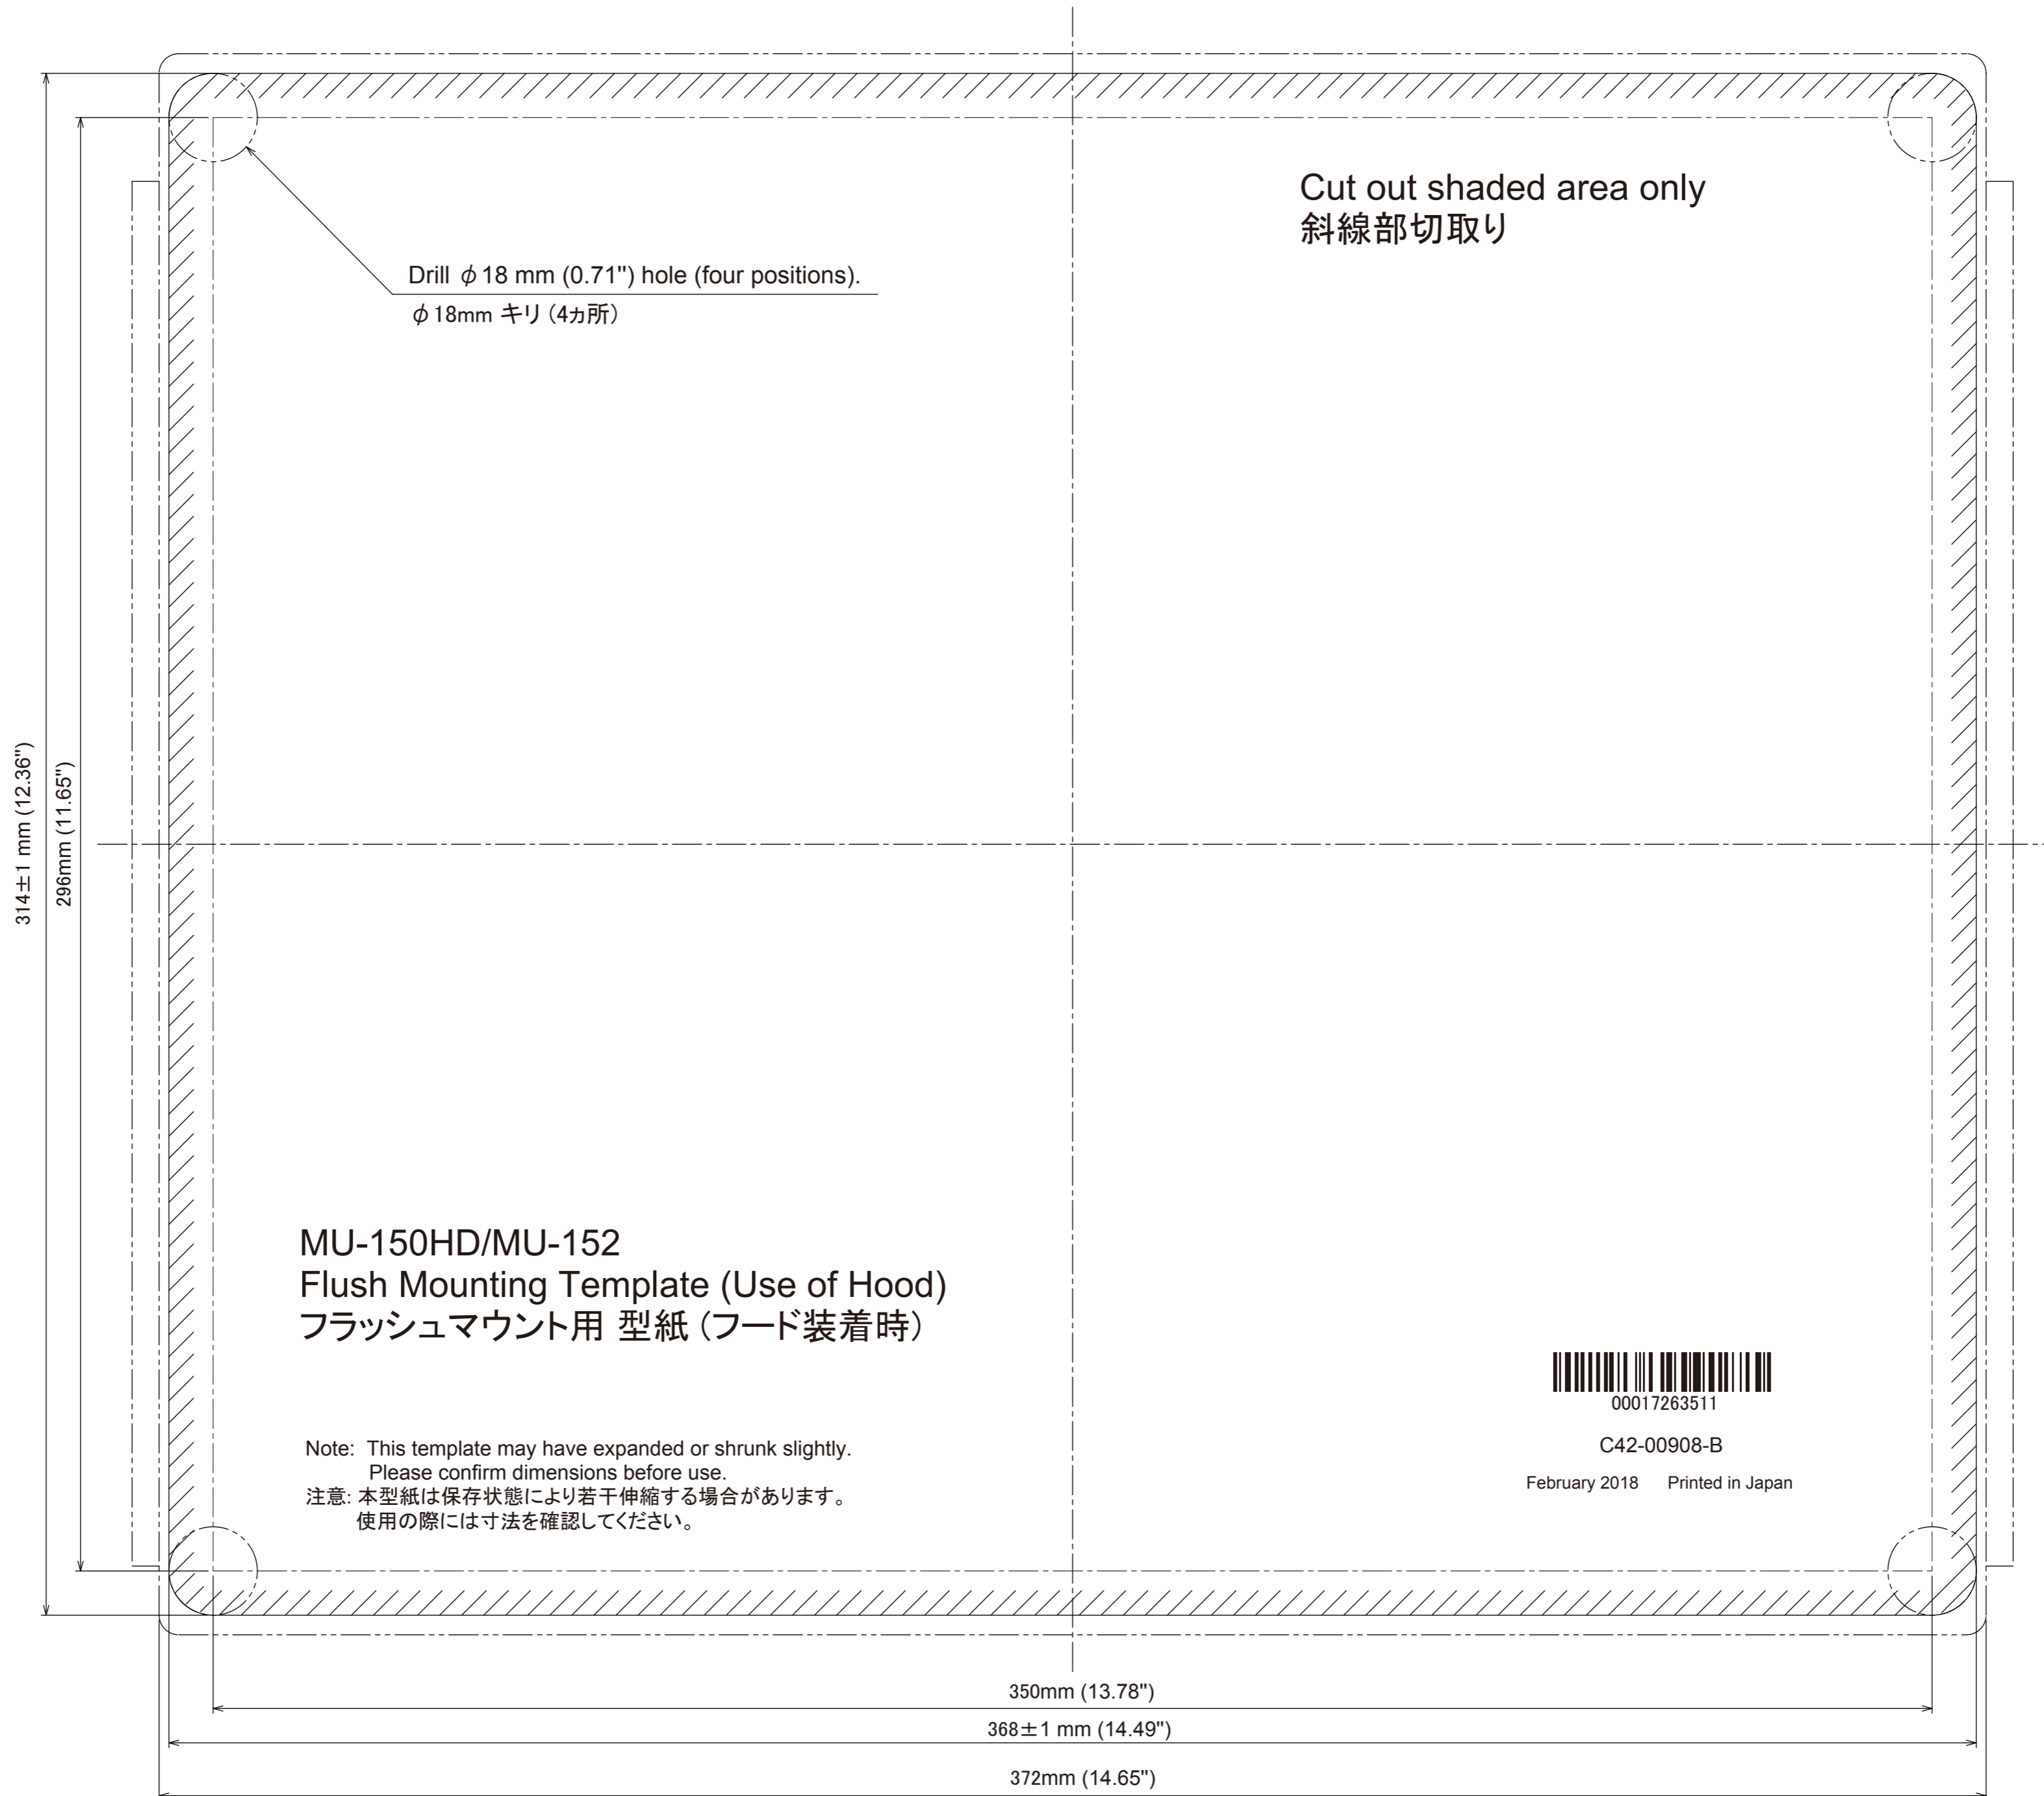 Cut out shaded area only
斜線部切取り
Drill φ18 mm (0.71") hole (four positions).
φ18mm キリ（4ヵ所）
314±1 mm (12.36")
296mm (11.65")
MU-150HD/MU-152
Flush Mounting Template (Use of Hood)
フラッシュマウント用 型紙（フード装着時）
00017263511
C42-00908-B
February 2018 Printed in Japan
Note: This template may have expanded or shrunk slightly.
Please confirm dimensions before use.
注意: 本型紙は保存状態により若干伸縮する場合があります。
使用の際には寸法を確認してください。
350mm (13.78")
368±1 mm (14.49")
372mm (14.65")